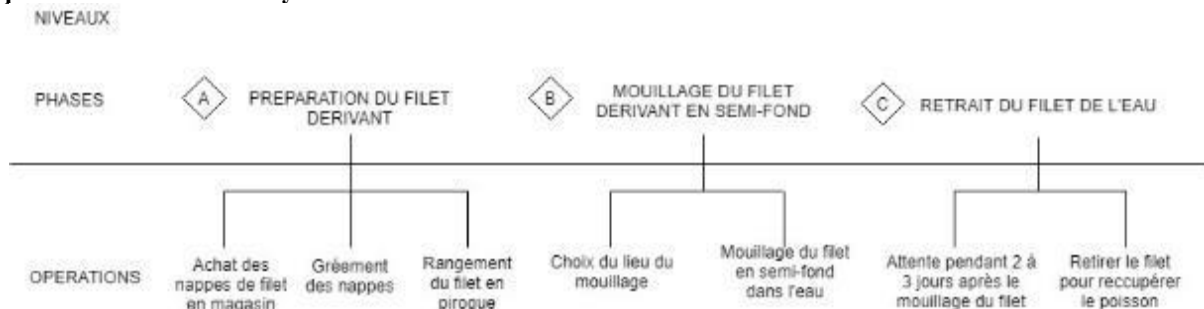 NIVEAUX
PHASES
A
PREPARATION DU FILET
DERIVANT
B
MOUILLAGE DU FILET
DERIVANT EN SEMI-FOND
C
RETRAIT DU FILET DE L'EAU
OPERATIONS
Achat des
nappes de filet
en magasin
Gréement
des nappes
Rangement
du filet en
pirogue
Choix du lieu du
mouillage
Mouillage du filet
en semi-fond
dans l'eau
Attente pendant 2 à
3 jours après le
mouillage du filet
Retirer le filet
pour reccupérer
le poisson